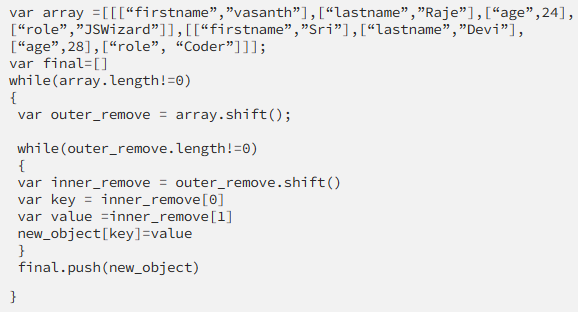 var array =[[[“firstname”,”vasanth”],[“lastname”,”Raje”],[“age”,24],
[“role”,”JSWizard”]],[[“firstname”,”Sri”],[“lastname”,”Devi”],
[“age”,28],[“role”, “Coder”]]];
var final=[]
while(array.length!=0)
{
var outer_remove = array.shift();
while(outer_remove.length!=0)
{
var inner_remove = outer_remove.shift()
var key = inner_remove[0]
var value =inner_remove[1]
new_object[key]=value
}
final.push(new_object)
}